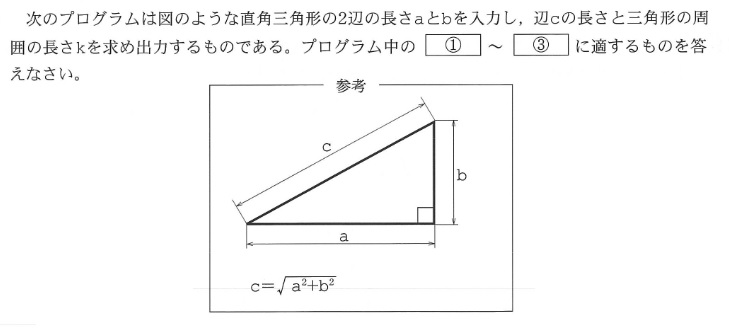 次のプログラムは図のような直角三角形の2辺の長さaとbを入力し，辺cの長さと三角形の周
囲の長さkを求め出力するものである。プログラム中の ① ～ ③ に適するものを答
えなさい。
参考
c
b
a
c=√a²+b²